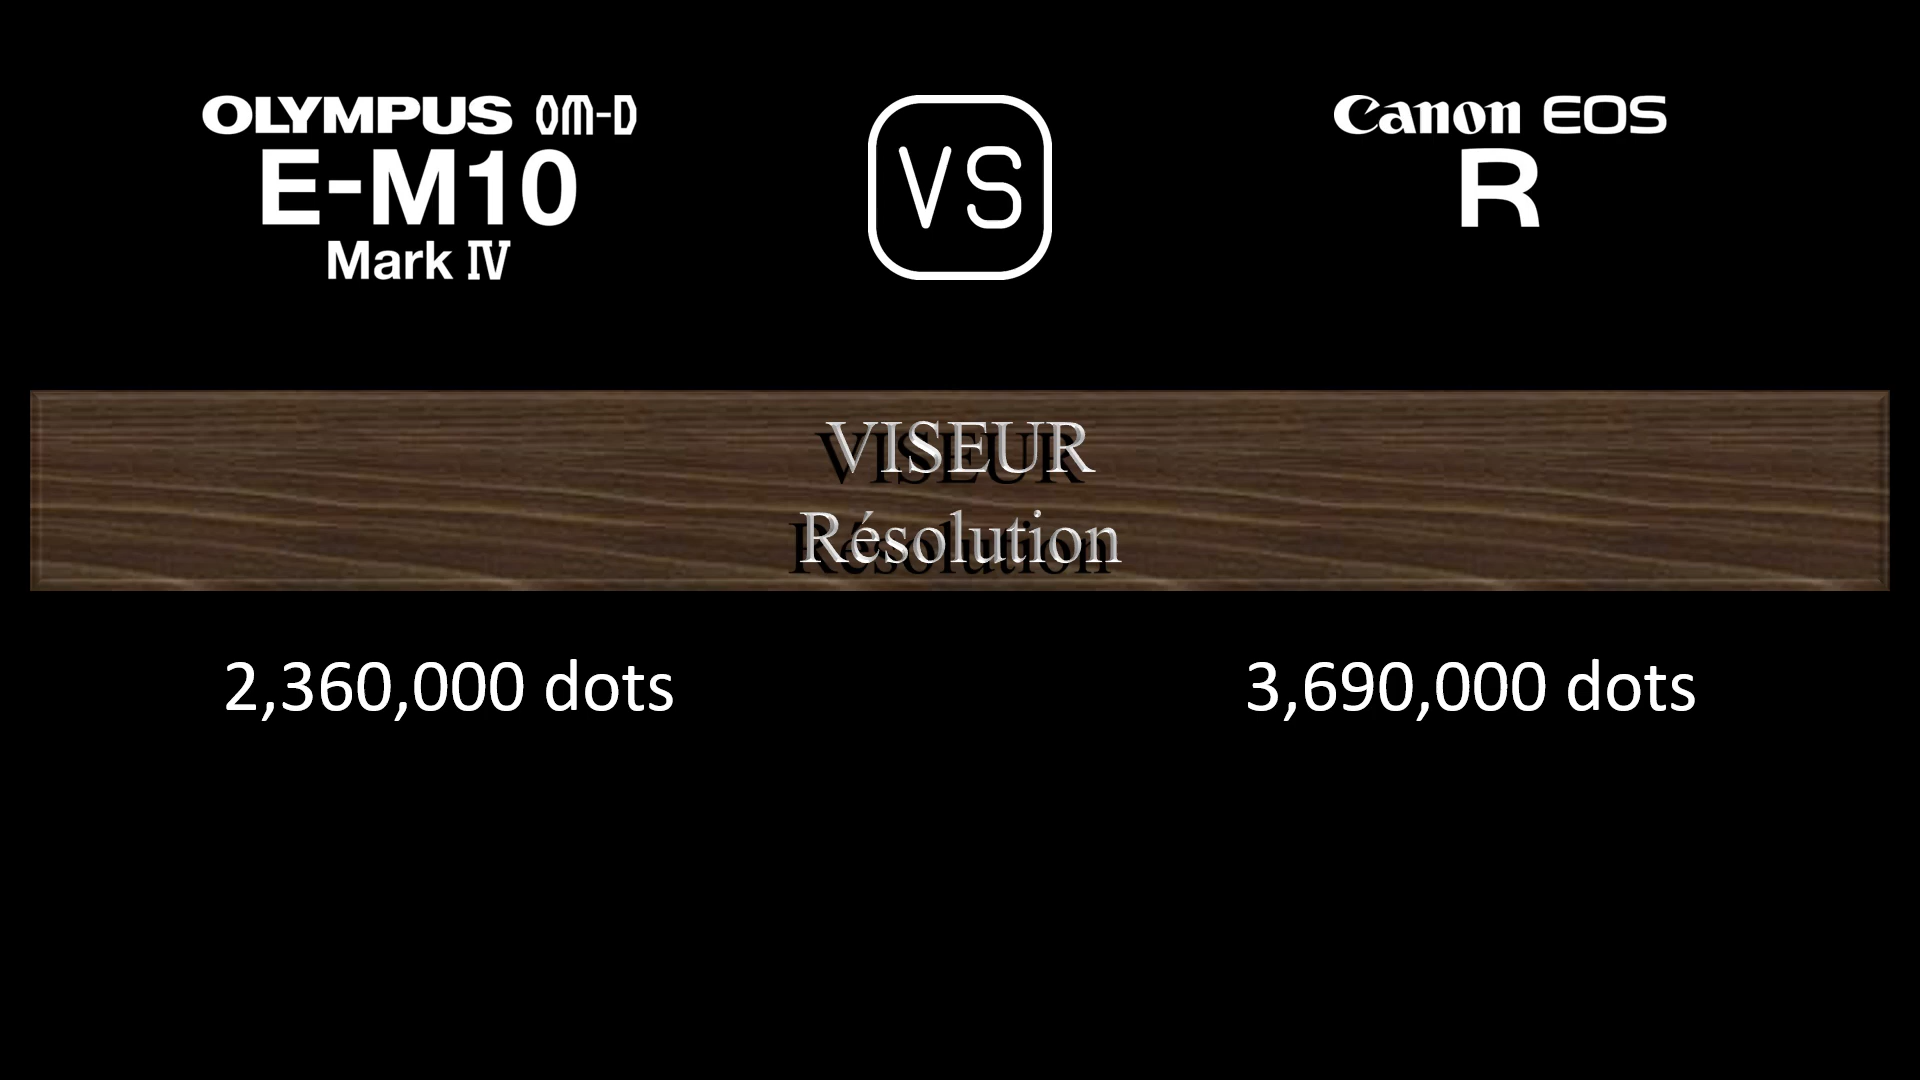 OLYMPUS OM-D
E-M10
Mark IV
VS
Canon EOS
R
VISEUR
Résolution
2,360,000 dots
3,690,000 dots